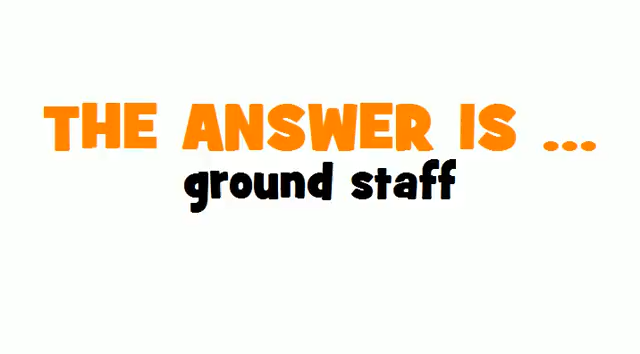 THE ANSWER IS ...
ground staff